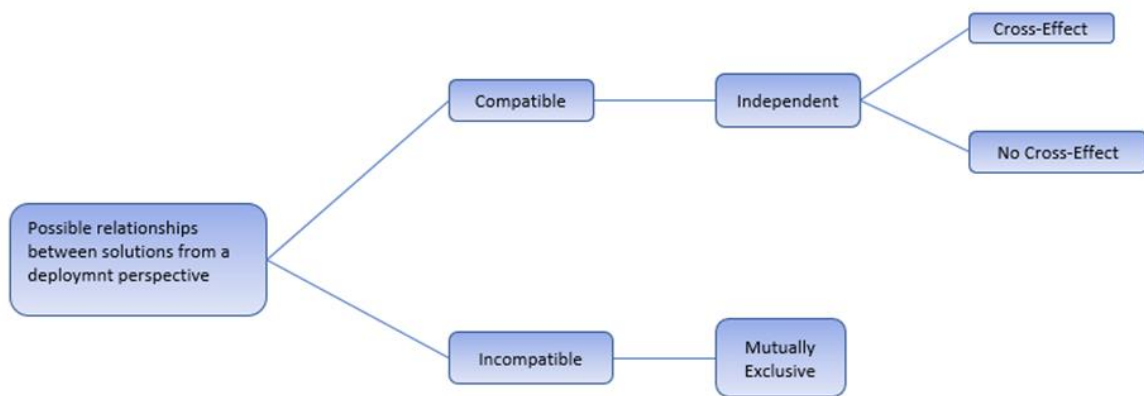 Cross-Effect
Compatible
Independent
No Cross-Effect
Possible relationships
between solutions from a
deploymnt perspective
Incompatible
Mutually
Exclusive